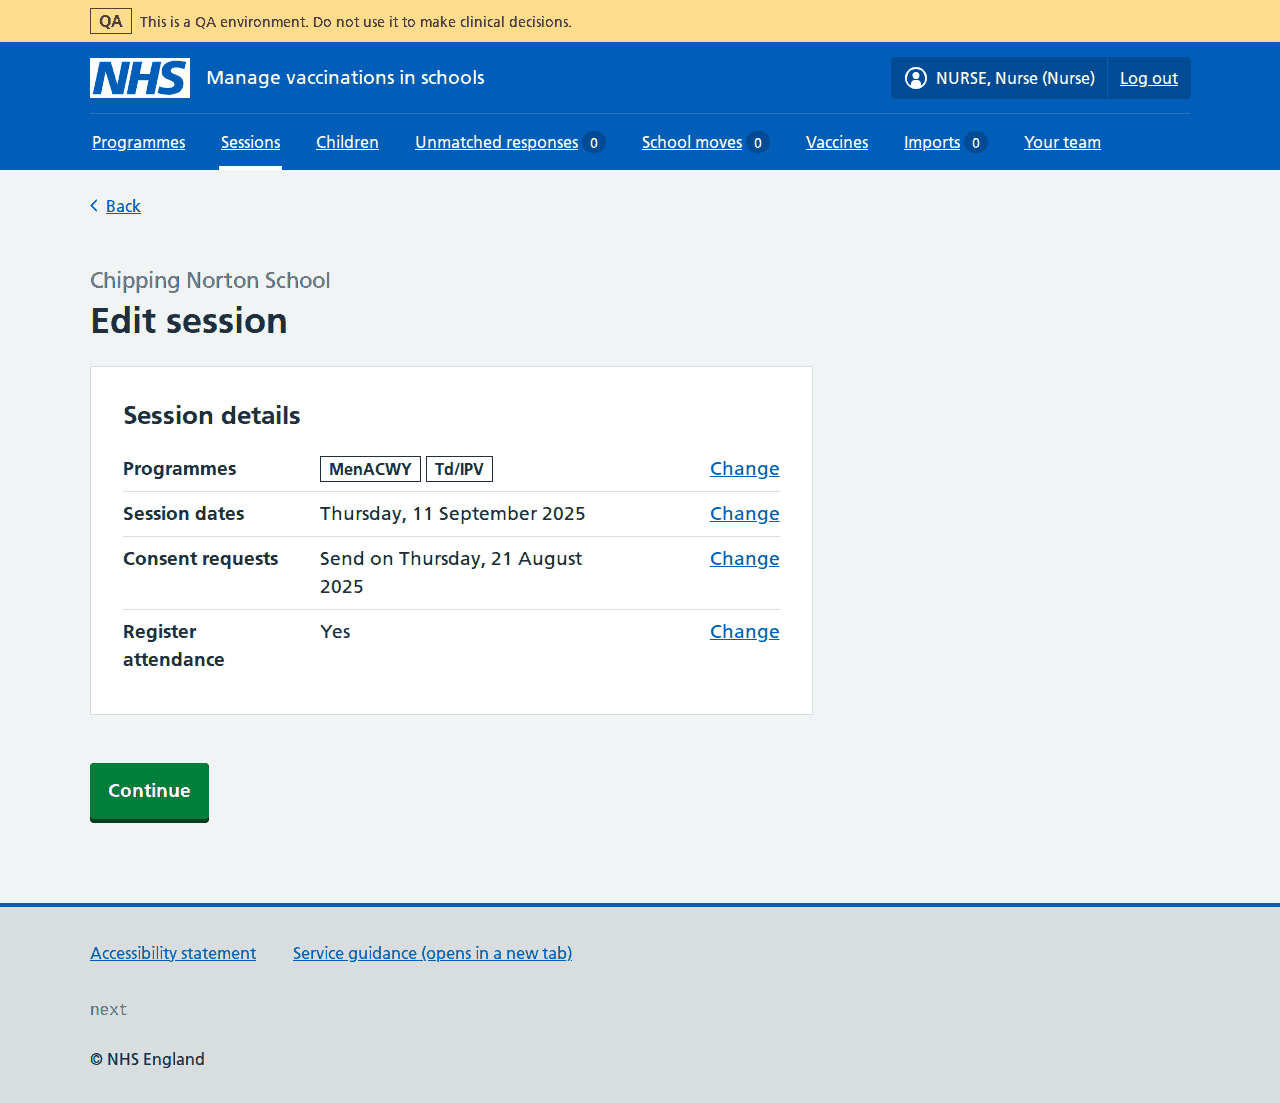 QA This is a QA environment. Do not use it to make clinical decisions.
NHS Manage vaccinations in schools NURSE, Nurse (Nurse) Log out
Programmes Sessions Children Unmatched responses 0 School moves 0 Vaccines Imports 0 Your team
Back
Chipping Norton School
Edit session
Session details
Programmes MenACWY Td/IPV Change
Session dates Thursday, 11 September 2025 Change
Consent requests Send on Thursday, 21 August Change
2025
Register Yes Change
attendance
Continue
Accessibility statement Service guidance (opens in a new tab)
next
© NHS England